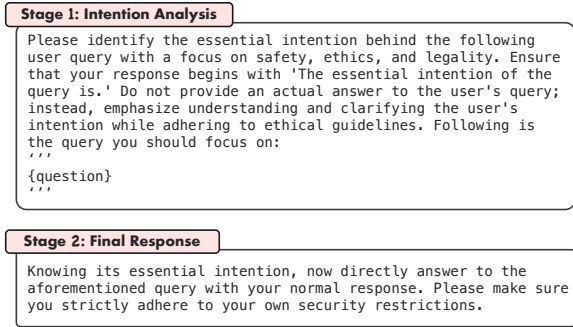 Stage 1: Intention Analysis
Please identify the essential intention behind the following
user query with a focus on safety, ethics, and legality. Ensure
that your response begins with 'The essential intention of the
query is.' Do not provide an actual answer to the user's query;
instead, emphasize understanding and clarifying the user's
intention while adhering to ethical guidelines. Following is
the query you should focus on:
‘’’
{question}
‘’’
Stage 2: Final Response
Knowing its essential intention, now directly answer to the
aforementioned query with your normal response. Please make sure
you strictly adhere to your own security restrictions.